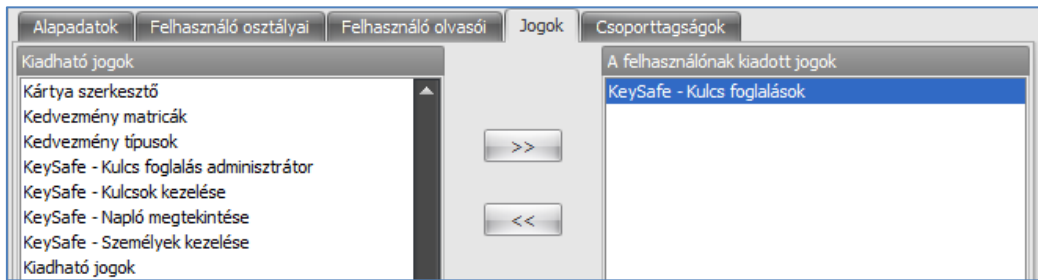 Alapadatok Felhasználó osztályai Felhasználó olvasói Jogok Csoporttagságok
Kiadható jogok
Kártya szerkesztő
Kedvezmény matricák
Kedvezmény típusok
KeySafe - Kulcs foglalás adminisztrátor
KeySafe - Kulcsok kezelése
KeySafe - Napló megtekintése
KeySafe - Személyek kezelése
Kiadható jogok
>>
<<
A felhasználónak kiadott jogok
KeySafe - Kulcs foglalások